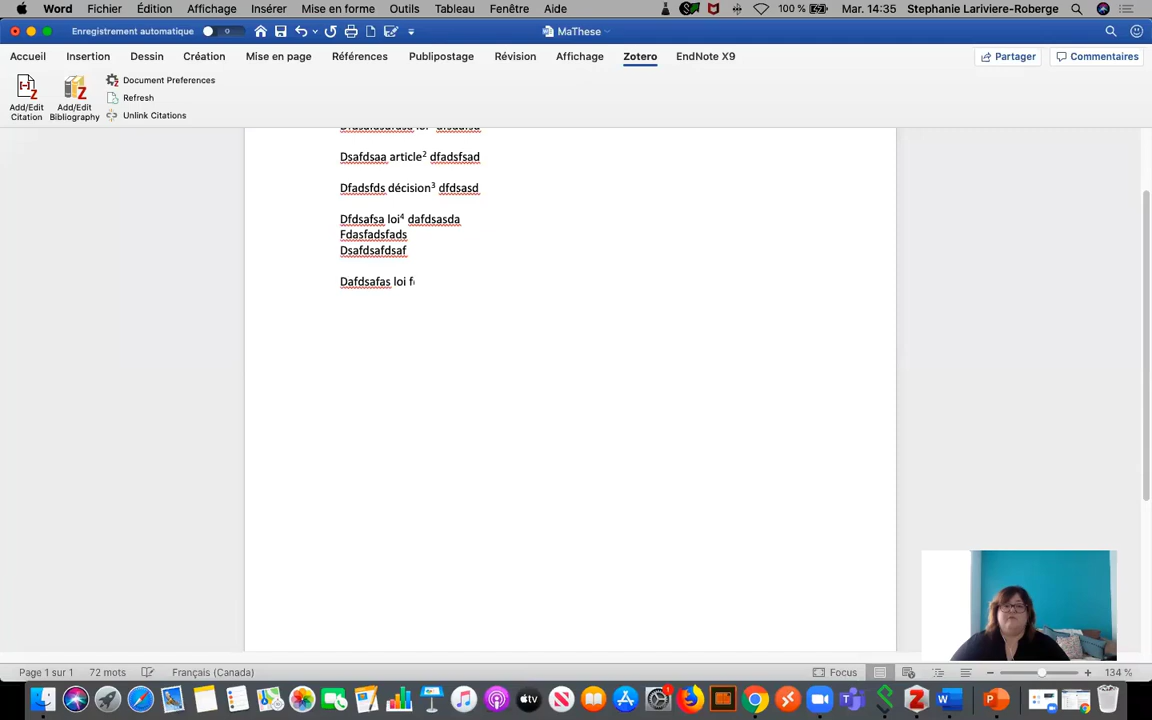 Word Fichier Édition Affichage Insérer Mise en forme Outils Tableau Fenêtre Aide 100 % Mar. 14:35 Stephanie Lariviere-Roberge
Enregistrement automatique MaThese
Accueil Insertion Dessin Création Mise en page Références Publipostage Révision Affichage Zotero EndNote X9 Partager Commentaires
Add/Edit Citation
Add/Edit Bibliography
Document Preferences
Refresh
Unlink Citations
Dsafdsaa article² dfadsfsad
Dfadsfds décision³ dfdsasd
Dfdsafsa loi⁴ dafdsasda
Fdasfadsfads
Dsafdsafdsaf
Dafdsafas loi
Page 1 sur 1 72 mots Français (Canada) Focus 134 %